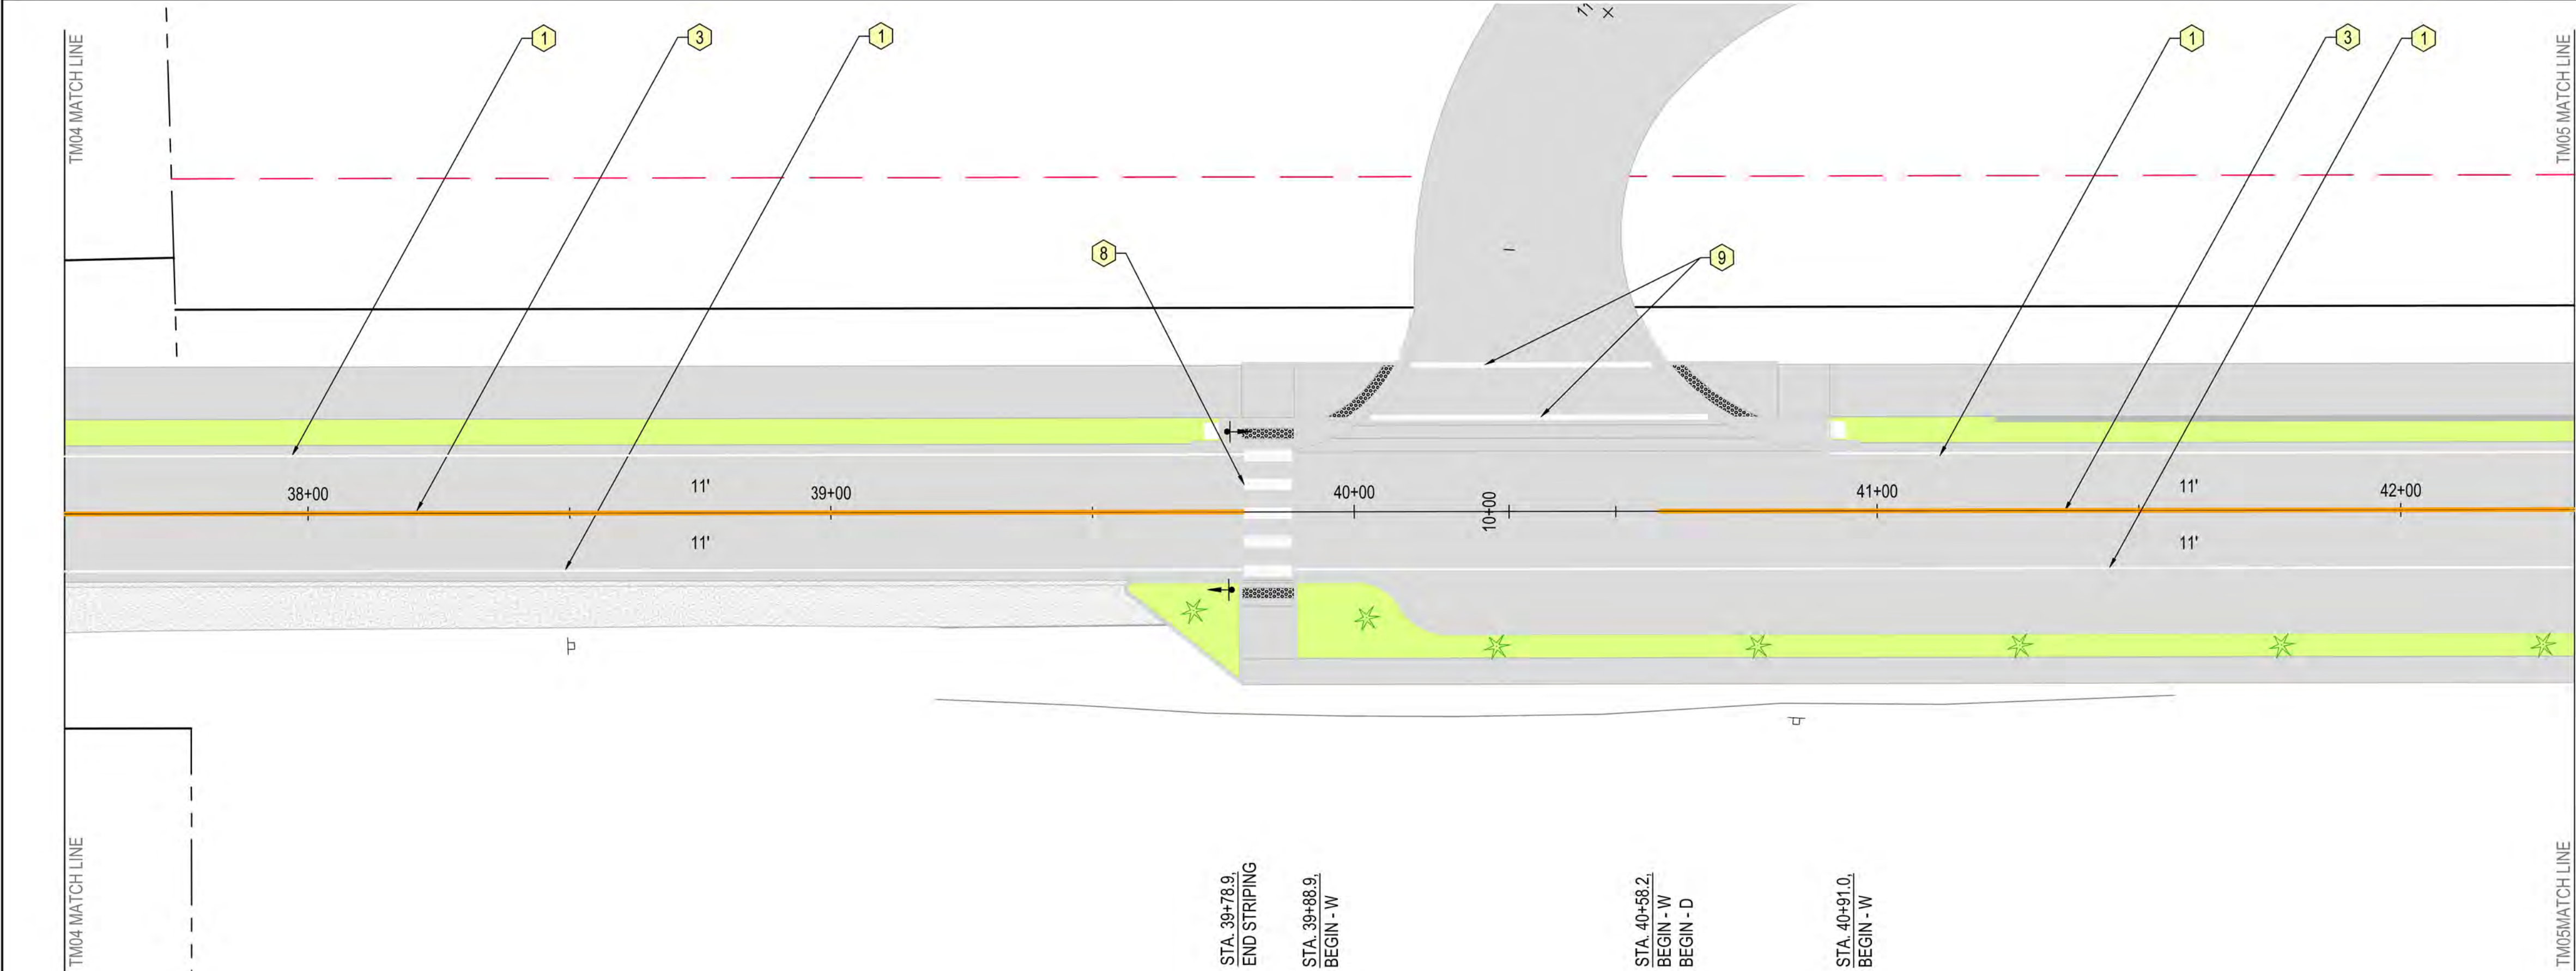 TM04 MATCH LINE
1
3
1
11
X
1
3
1
TM05 MATCH LINE
8
9
38+00
11'
39+00
40+00
10+00
41+00
11'
42+00
11'
11'
TM04 MATCH LINE
STA. 39+78.9,
END STRIPING
STA. 39+88.9,
BEGIN - W
STA. 40+58.2,
BEGIN - W
BEGIN - D
STA. 40+91.0,
BEGIN - W
TM05MATCH LINE